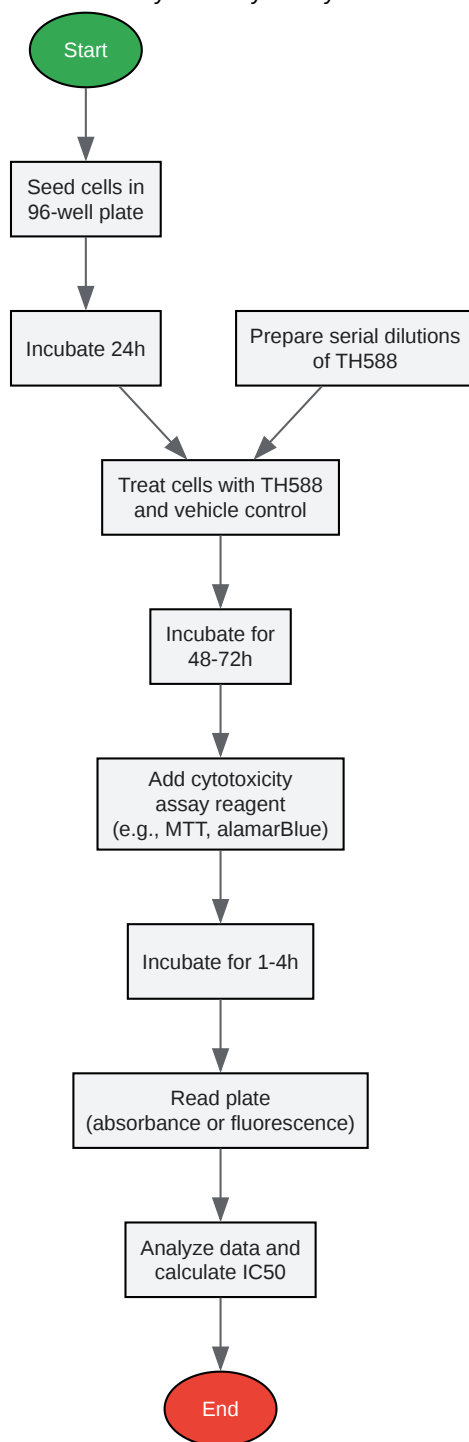 Start
Seed cells in
96-well plate
Incubate 24h
Prepare serial dilutions
of TH588
Treat cells with TH588
and vehicle control
Incubate for
48-72h
Add cytotoxicity
assay reagent
(e.g., MTT, alamarBlue)
Incubate for 1-4h
Read plate
(absorbance or fluorescence)
Analyze data and
calculate IC50
End